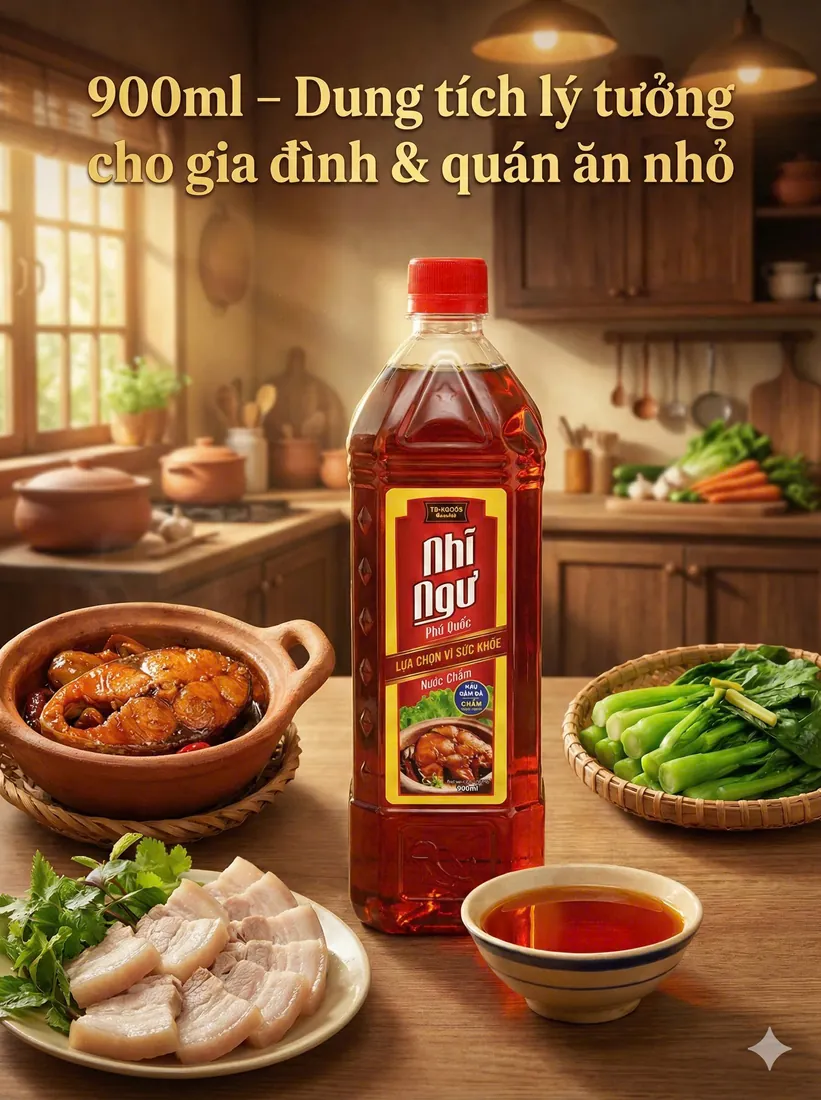 900ml – Dung tích lý tưởng
cho gia đình & quán ăn nhỏ
Nhĩ
Ngư
Phú Quốc
LỰA CHỌN VÌ SỨC KHỎE
Nước Chấm
CHẤM
900ml